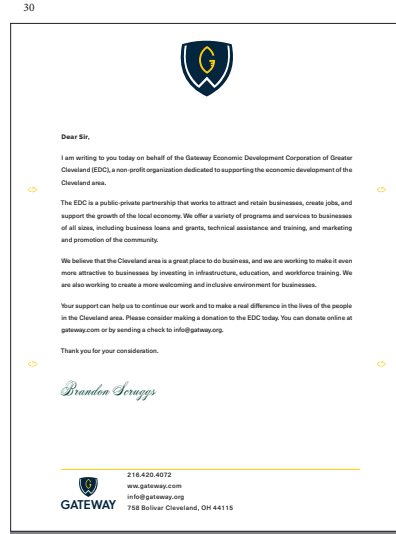 30
G
Dear Sir,
I am writing to you today on behalf of the Gateway Economic Development Corporation of Greater
Cleveland (EDC), a non-profit organization dedicated to supporting the economic development of the
Cleveland area.
The EDC is a public-private partnership that works to attract and retain businesses, create jobs, and
support the growth of the local economy. We offer a variety of programs and services to businesses
of all sizes, including business loans and grants, technical assistance and training, and marketing
and promotion of the community.
We believe that the Cleveland area is a great place to do business, and we are working to make it even
more attractive to businesses by investing in infrastructure, education, and workforce training. We
are also working to create a more welcoming and inclusive environment for businesses.
Your support can help us to continue our work and to make a real difference in the lives of the people
in the Cleveland area. Please consider making a donation to the EDC today. You can donate online at
gateway.com or by sending a check to info@gatway.org.
Thank you for your consideration.
Brandon Scruggs
216.420.4072
ww.gateway.com
info@gateway.org
758 Bolivar Cleveland, OH 44115
G
GATEWAY